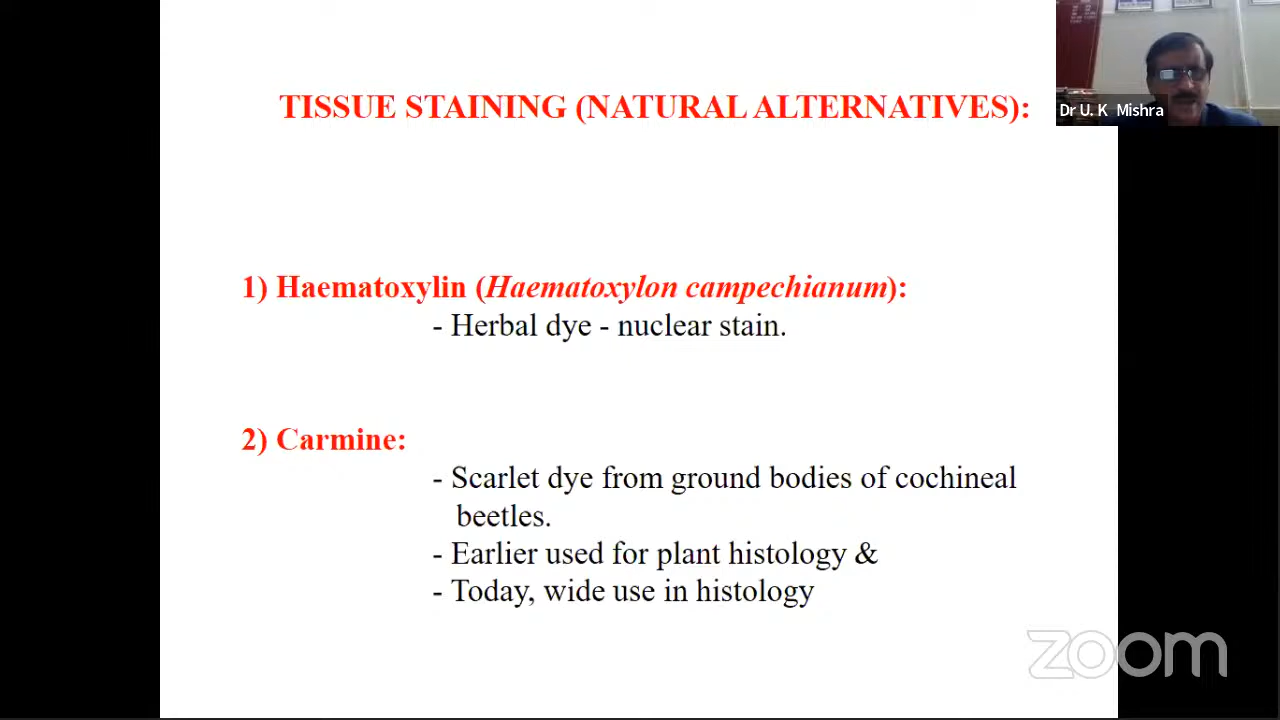 TISSUE STAINING (NATURAL ALTERNATIVES):
Dr U. K Mishra
1) Haematoxylin (Haematoxylon campechianum):
- Herbal dye - nuclear stain.
2) Carmine:
- Scarlet dye from ground bodies of cochineal
beetles.
- Earlier used for plant histology &
- Today, wide use in histology
zoom